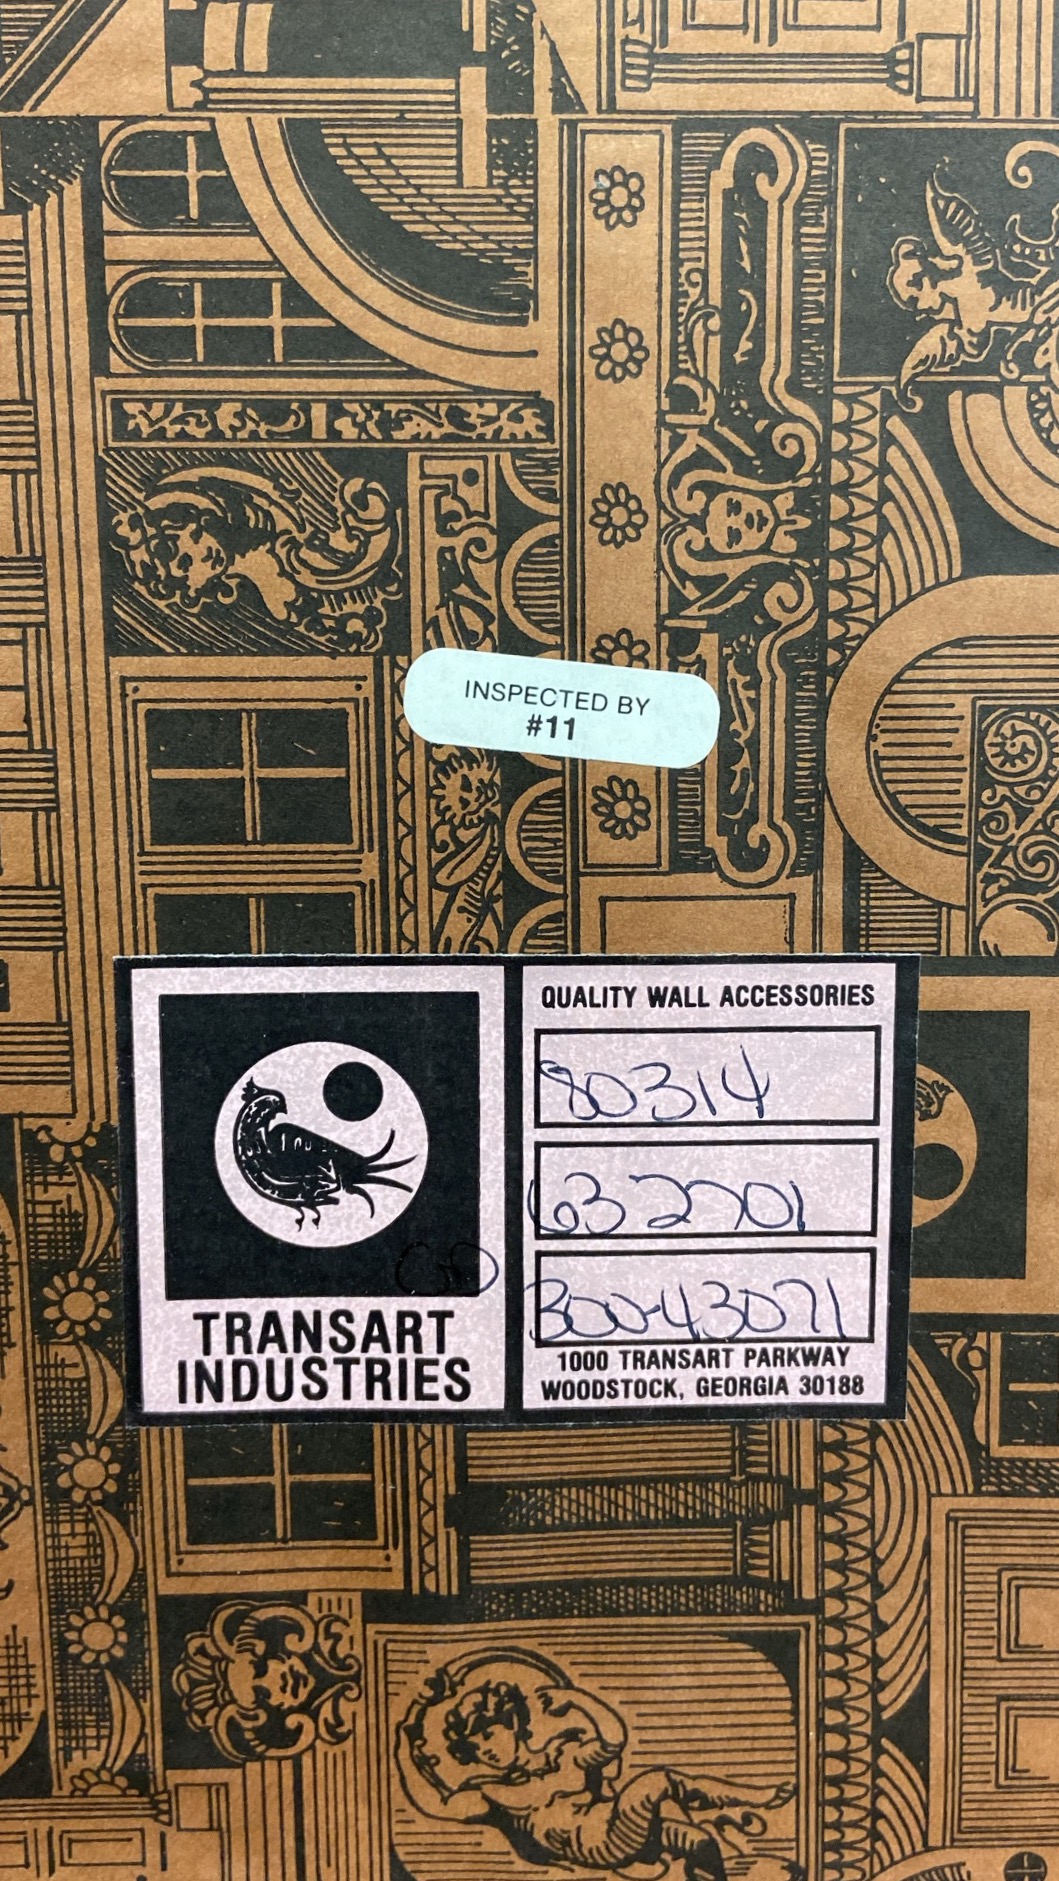 INSPECTED BY
#11
TRANSART
INDUSTRIES
QUALITY WALL ACCESSORIES
80314
632701
300-43071
1000 TRANSART PARKWAY
WOODSTOCK, GEORGIA 30188